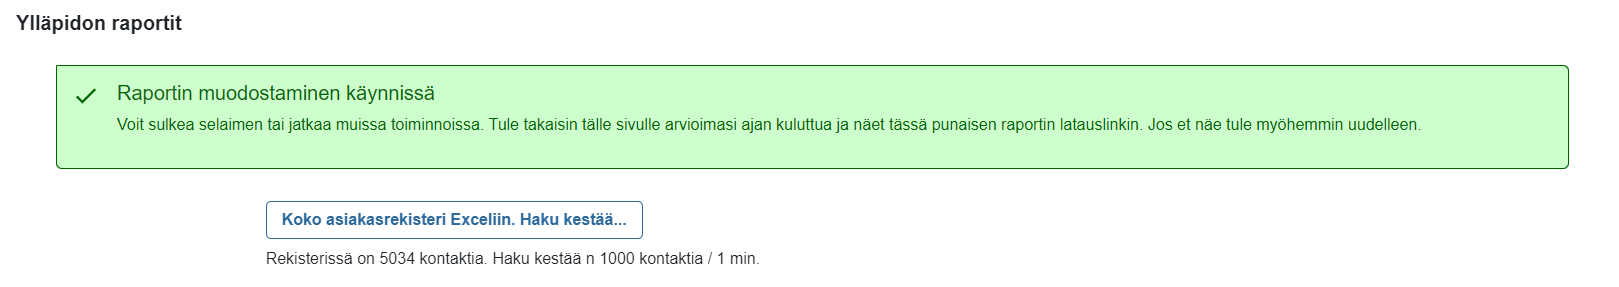 Ylläpidon raportit
Raportin muodostaminen käynnissä
Voit sulkea selaimen tai jatkaa muissa toiminnoissa. Tule takaisin tälle sivulle arvioimasi ajan kuluttua ja näet tässä punaisen raportin latauslinkin. Jos et näe tule myöhemmin uudelleen.
Koko asiakasrekisteri Exceliin. Haku kestää...
Rekisterissä on 5034 kontaktia. Haku kestää n 1000 kontaktia / 1 min.